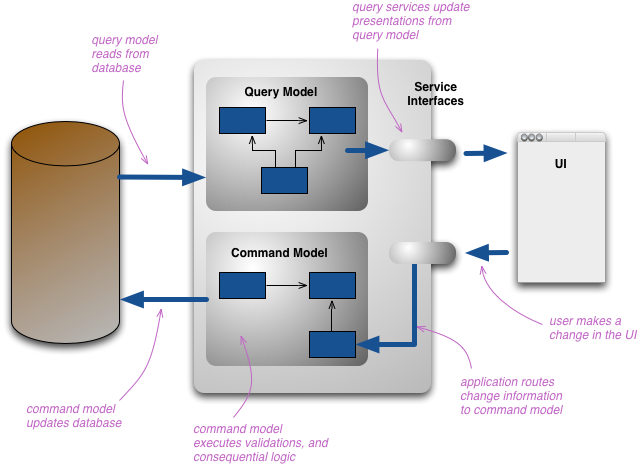 query services update
presentations from
query model
query model
reads from
database
Query Model
Service
Interfaces
UI
Command Model
user makes a
change in the UI
application routes
change information
to command model
command model
updates database
command model
executes validations, and
consequential logic